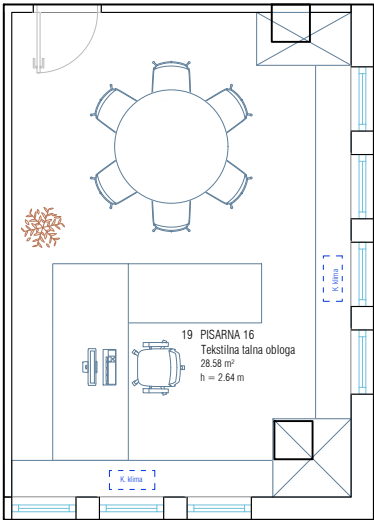 K. klima
19 PISARNA 16
Tekstilna talna obloga
28.58 m²
h = 2.64 m
K. klima